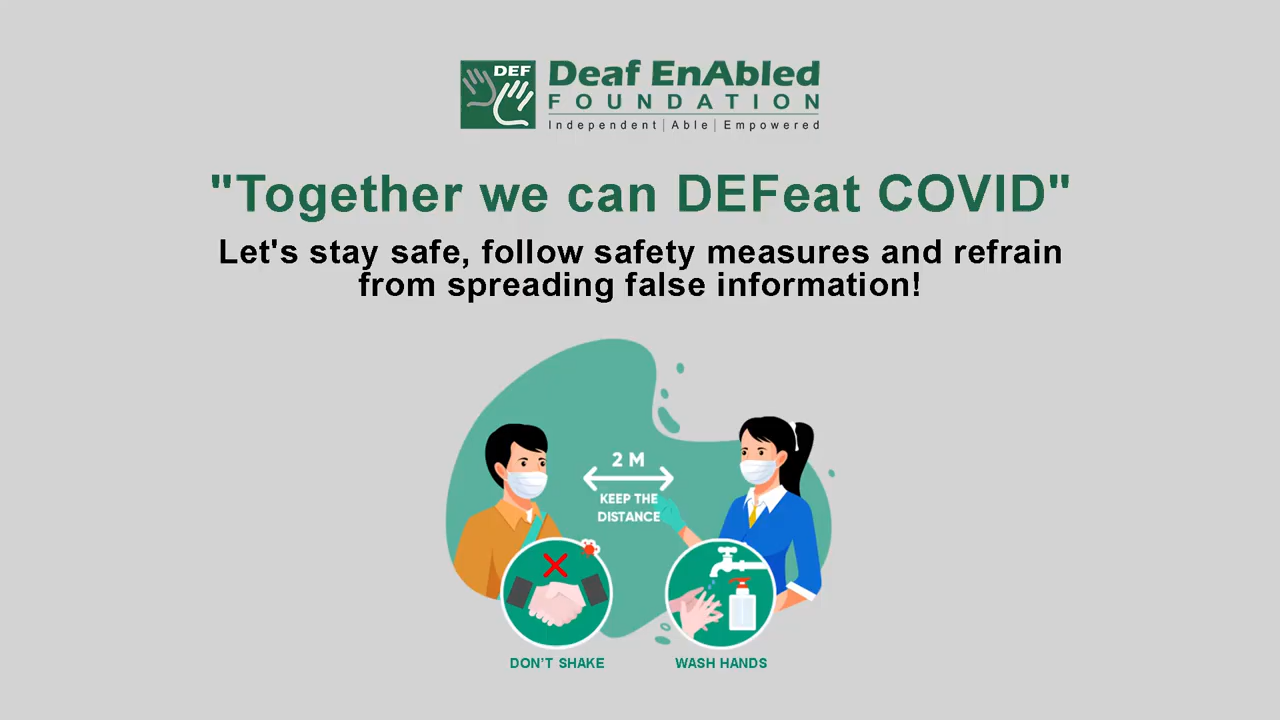 DEF
Deaf EnAbled
FOUNDATION
Independent | Able | Empowered
"Together we can DEFeat COVID"
Let's stay safe, follow safety measures and refrain
from spreading false information!
2 M
KEEP THE
DISTANCE
DON'T SHAKE
WASH HANDS